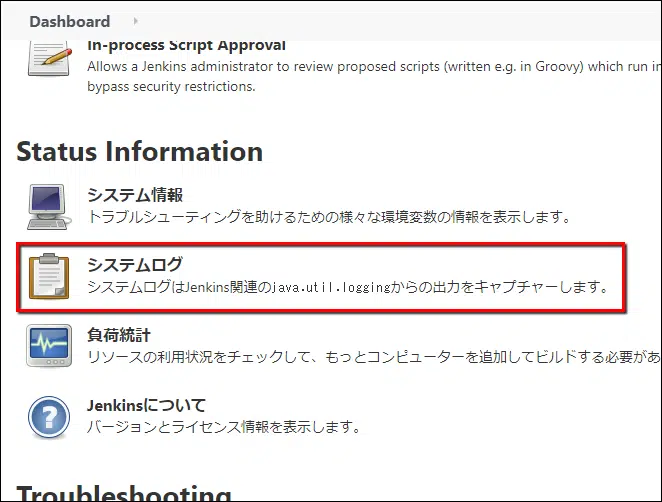 Dashboard
In-process Script Approval
Allows a Jenkins administrator to review proposed scripts (written e.g. in Groovy) which run in
bypass security restrictions.
Status Information
システム情報
トラブルシューティングを助けるための様々な環境変数の情報を表示します。
システムログ
システムログはJenkins関連のjava.util.loggingからの出力をキャプチャーします。
負荷統計
リソースの利用状況をチェックして、もっとコンピューターを追加してビルドする必要があ
Jenkinsについて
バージョンとライセンス情報を表示します。
Troubleshooting